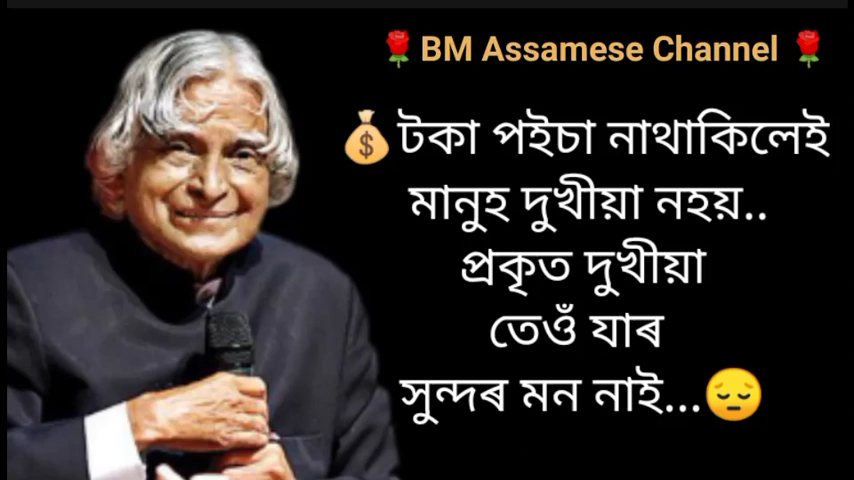 🌹BM Assamese Channel 🌹
💰টকা পইচা নাথাকিলেই
মানুহ দুখীয়া নহয়..
প্ৰকৃত দুখীয়া
তেওঁ যাৰ
সুন্দৰ মন নাই...😔